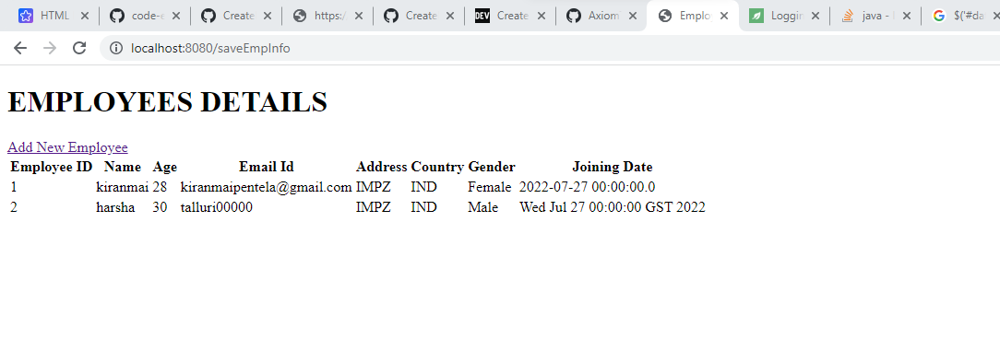 HTML code-e Create https:/ Create DEV Create Axiom Emplo Loggin java - $('#da
localhost:8080/saveEmpInfo
EMPLOYEES DETAILS
Add New Employee
Employee ID Name Age Email Id Address Country Gender Joining Date
1 kiranmai 28 kiranmaipentela@gmail.com IMPZ IND Female 2022-07-27 00:00:00.0
2 harsha 30 talluri00000 IMPZ IND Male Wed Jul 27 00:00:00 GST 2022